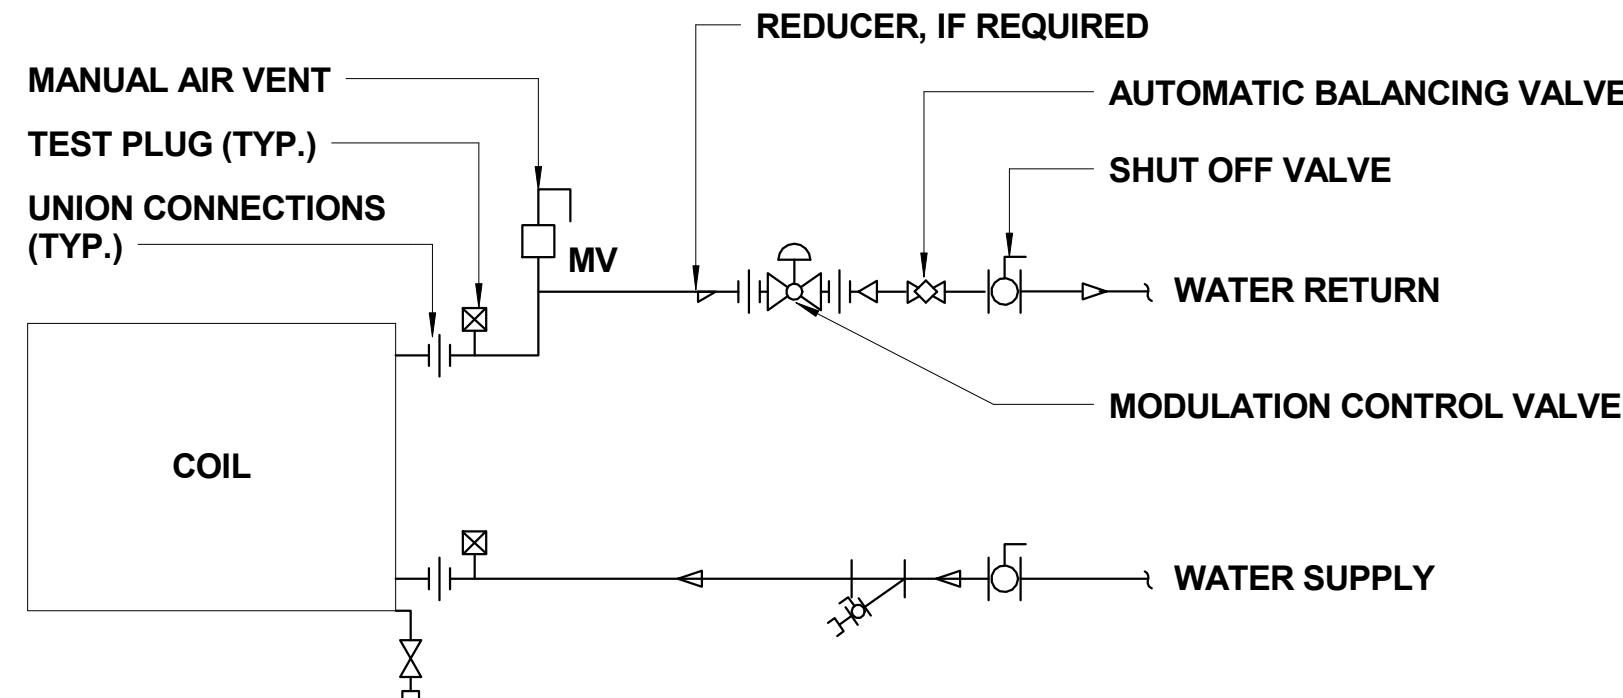 REDUCER, IF REQUIRED
MANUAL AIR VENT
AUTOMATIC BALANCING VALVE
TEST PLUG (TYP.)
SHUT OFF VALVE
UNION CONNECTIONS
(TYP.)
MV
WATER RETURN
MODULATION CONTROL VALVE
COIL
WATER SUPPLY